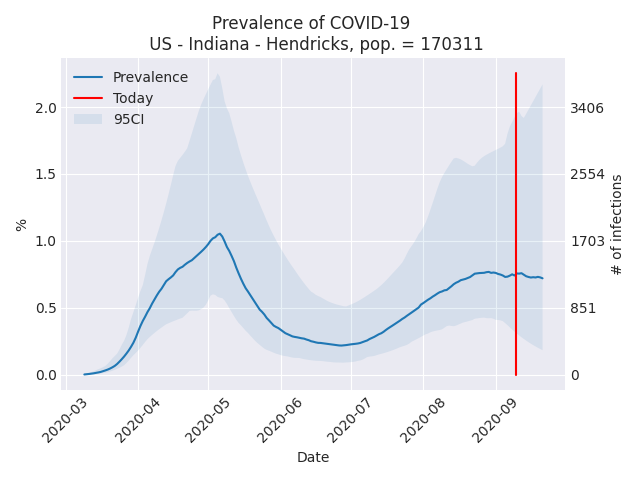 Prevalence of COVID-19
US - Indiana - Hendricks, pop. = 170311
Prevalence
Today
95CI
2.0
1.5
1.0
0.5
0.0
%
3406
2554
1703
851
0
# of infections
2020-03
2020-04
2020-05
2020-06
2020-07
2020-08
2020-09
Date